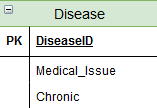 Disease
PK DiseaseID
Medical_Issue
Chronic